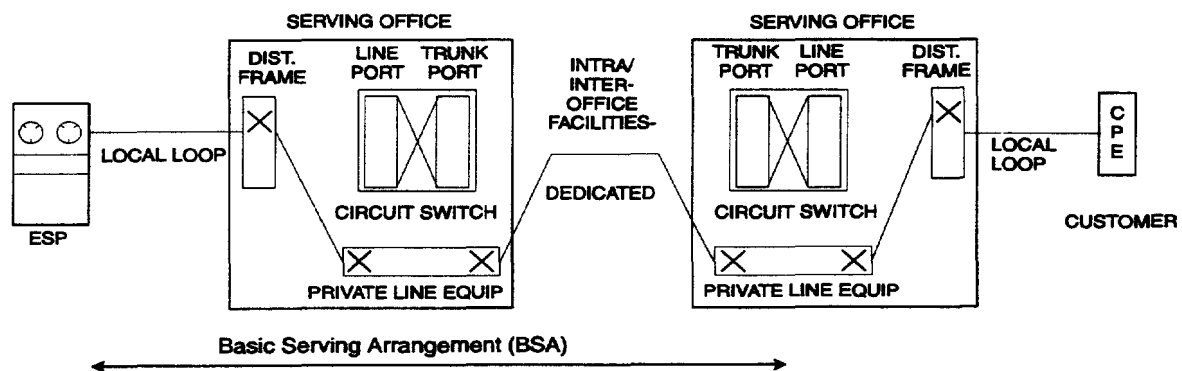 SERVING OFFICE
DIST.
FRAME
LINE
PORT
TRUNK
PORT
CIRCUIT SWITCH
PRIVATE LINE EQUIP
ESP
LOCAL LOOP
INTRA/
INTER-
OFFICE
FACILITIES-
DEDICATED
SERVING OFFICE
TRUNK
PORT
LINE
PORT
DIST.
FRAME
CIRCUIT SWITCH
PRIVATE LINE EQUIP
LOCAL
LOOP
C
P
E
CUSTOMER
Basic Serving Arrangement (BSA)